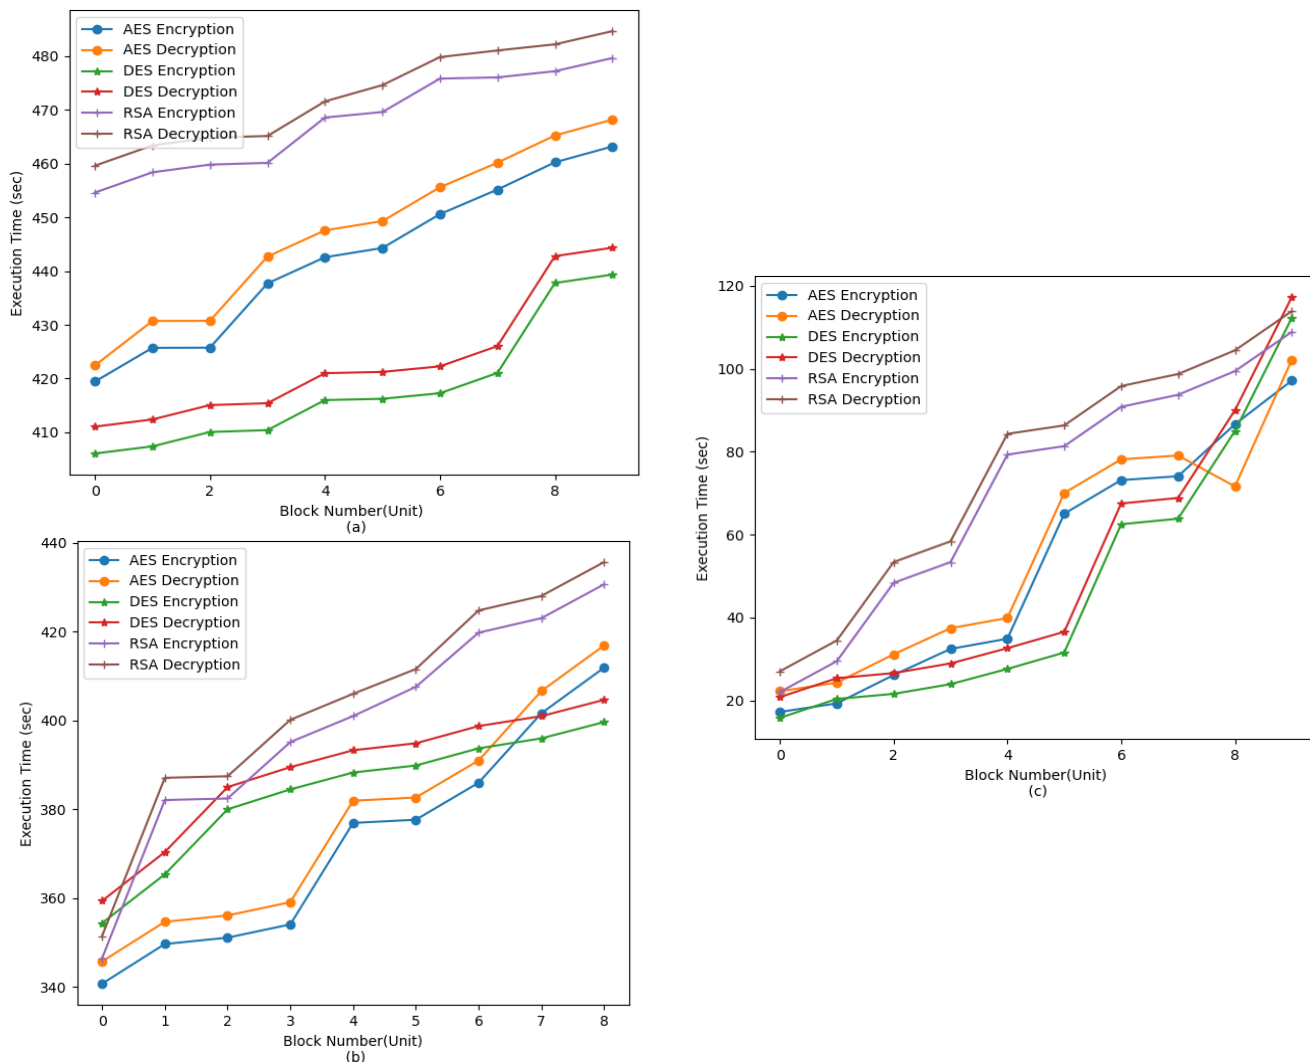 480
470
460
450
440
430
420
410
Execution Time (sec)
AES Encryption
AES Decryption
DES Encryption
DES Decryption
RSA Encryption
RSA Decryption
0 2 4 6 8
Block Number(Unit)
(a)
440
420
400
380
360
340
Execution Time (sec)
AES Encryption
AES Decryption
DES Encryption
DES Decryption
RSA Encryption
RSA Decryption
0 1 2 3 4 5 6 7 8
Block Number(Unit)
(b)
120
100
80
60
40
20
Execution Time (sec)
AES Encryption
AES Decryption
DES Encryption
DES Decryption
RSA Encryption
RSA Decryption
0 2 4 6 8
Block Number(Unit)
(c)